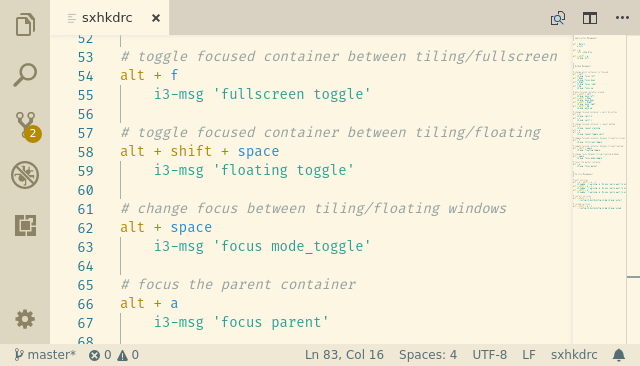 sxhkdrc
52
53 # toggle focused container between tiling/fullscreen
54 alt + f
55 i3-msg 'fullscreen toggle'
56
57 # toggle focused container between tiling/floating
58 alt + shift + space
59 i3-msg 'floating toggle'
60
61 # change focus between tiling/floating windows
62 alt + space
63 i3-msg 'focus mode_toggle'
64
65 # focus the parent container
66 alt + a
67 i3-msg 'focus parent'
68
2
master* 0 0 Ln 83, Col 16 Spaces: 4 UTF-8 LF sxhkdrc